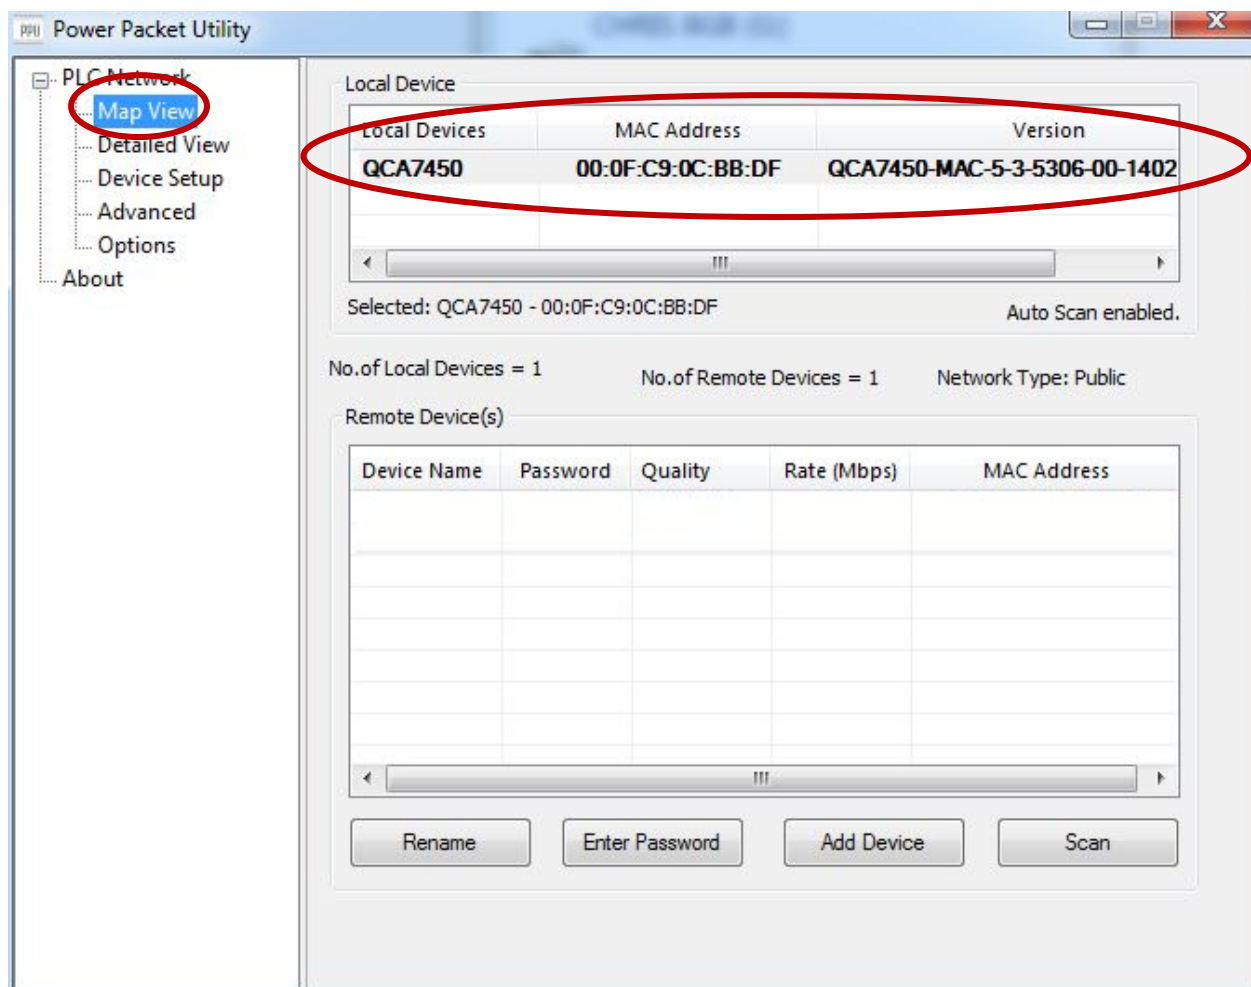 PPU Power Packet Utility
PLC Network
Map View
Detailed View
Device Setup
Advanced
Options
About
Local Device
Local Devices MAC Address Version
QCA7450 00:0F:C9:0C:BB:DF QCA7450-MAC-5-3-5306-00-1402
Selected: QCA7450 - 00:0F:C9:0C:BB:DF Auto Scan enabled.
No.of Local Devices = 1 No.of Remote Devices = 1 Network Type: Public
Remote Device(s)
Device Name Password Quality Rate (Mbps) MAC Address
Rename Enter Password Add Device Scan